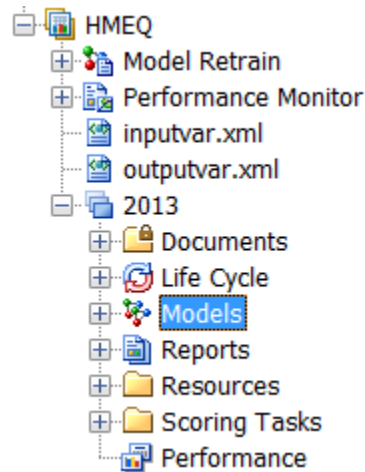 HMEQ
Model Retrain
Performance Monitor
inputvar.xml
outputvar.xml
2013
Documents
Life Cycle
Models
Reports
Resources
Scoring Tasks
Performance